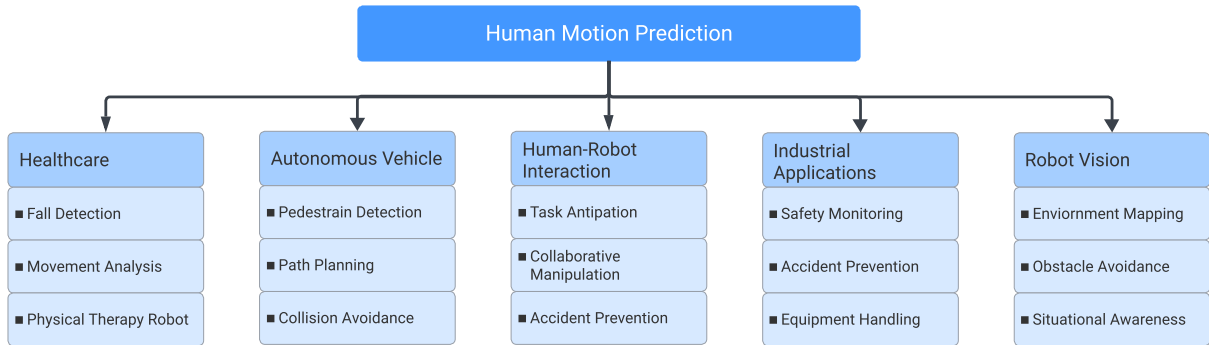 Human Motion Prediction
Healthcare
■ Fall Detection
■ Movement Analysis
■ Physical Therapy Robot
Autonomous Vehicle
■ Pedestrain Detection
■ Path Planning
■ Collision Avoidance
Human-Robot
Interaction
■ Task Antipation
■ Collaborative
Manipulation
■ Accident Prevention
Industrial
Applications
■ Safety Monitoring
■ Accident Prevention
■ Equipment Handling
Robot Vision
■ Enviornment Mapping
■ Obstacle Avoidance
■ Situational Awareness